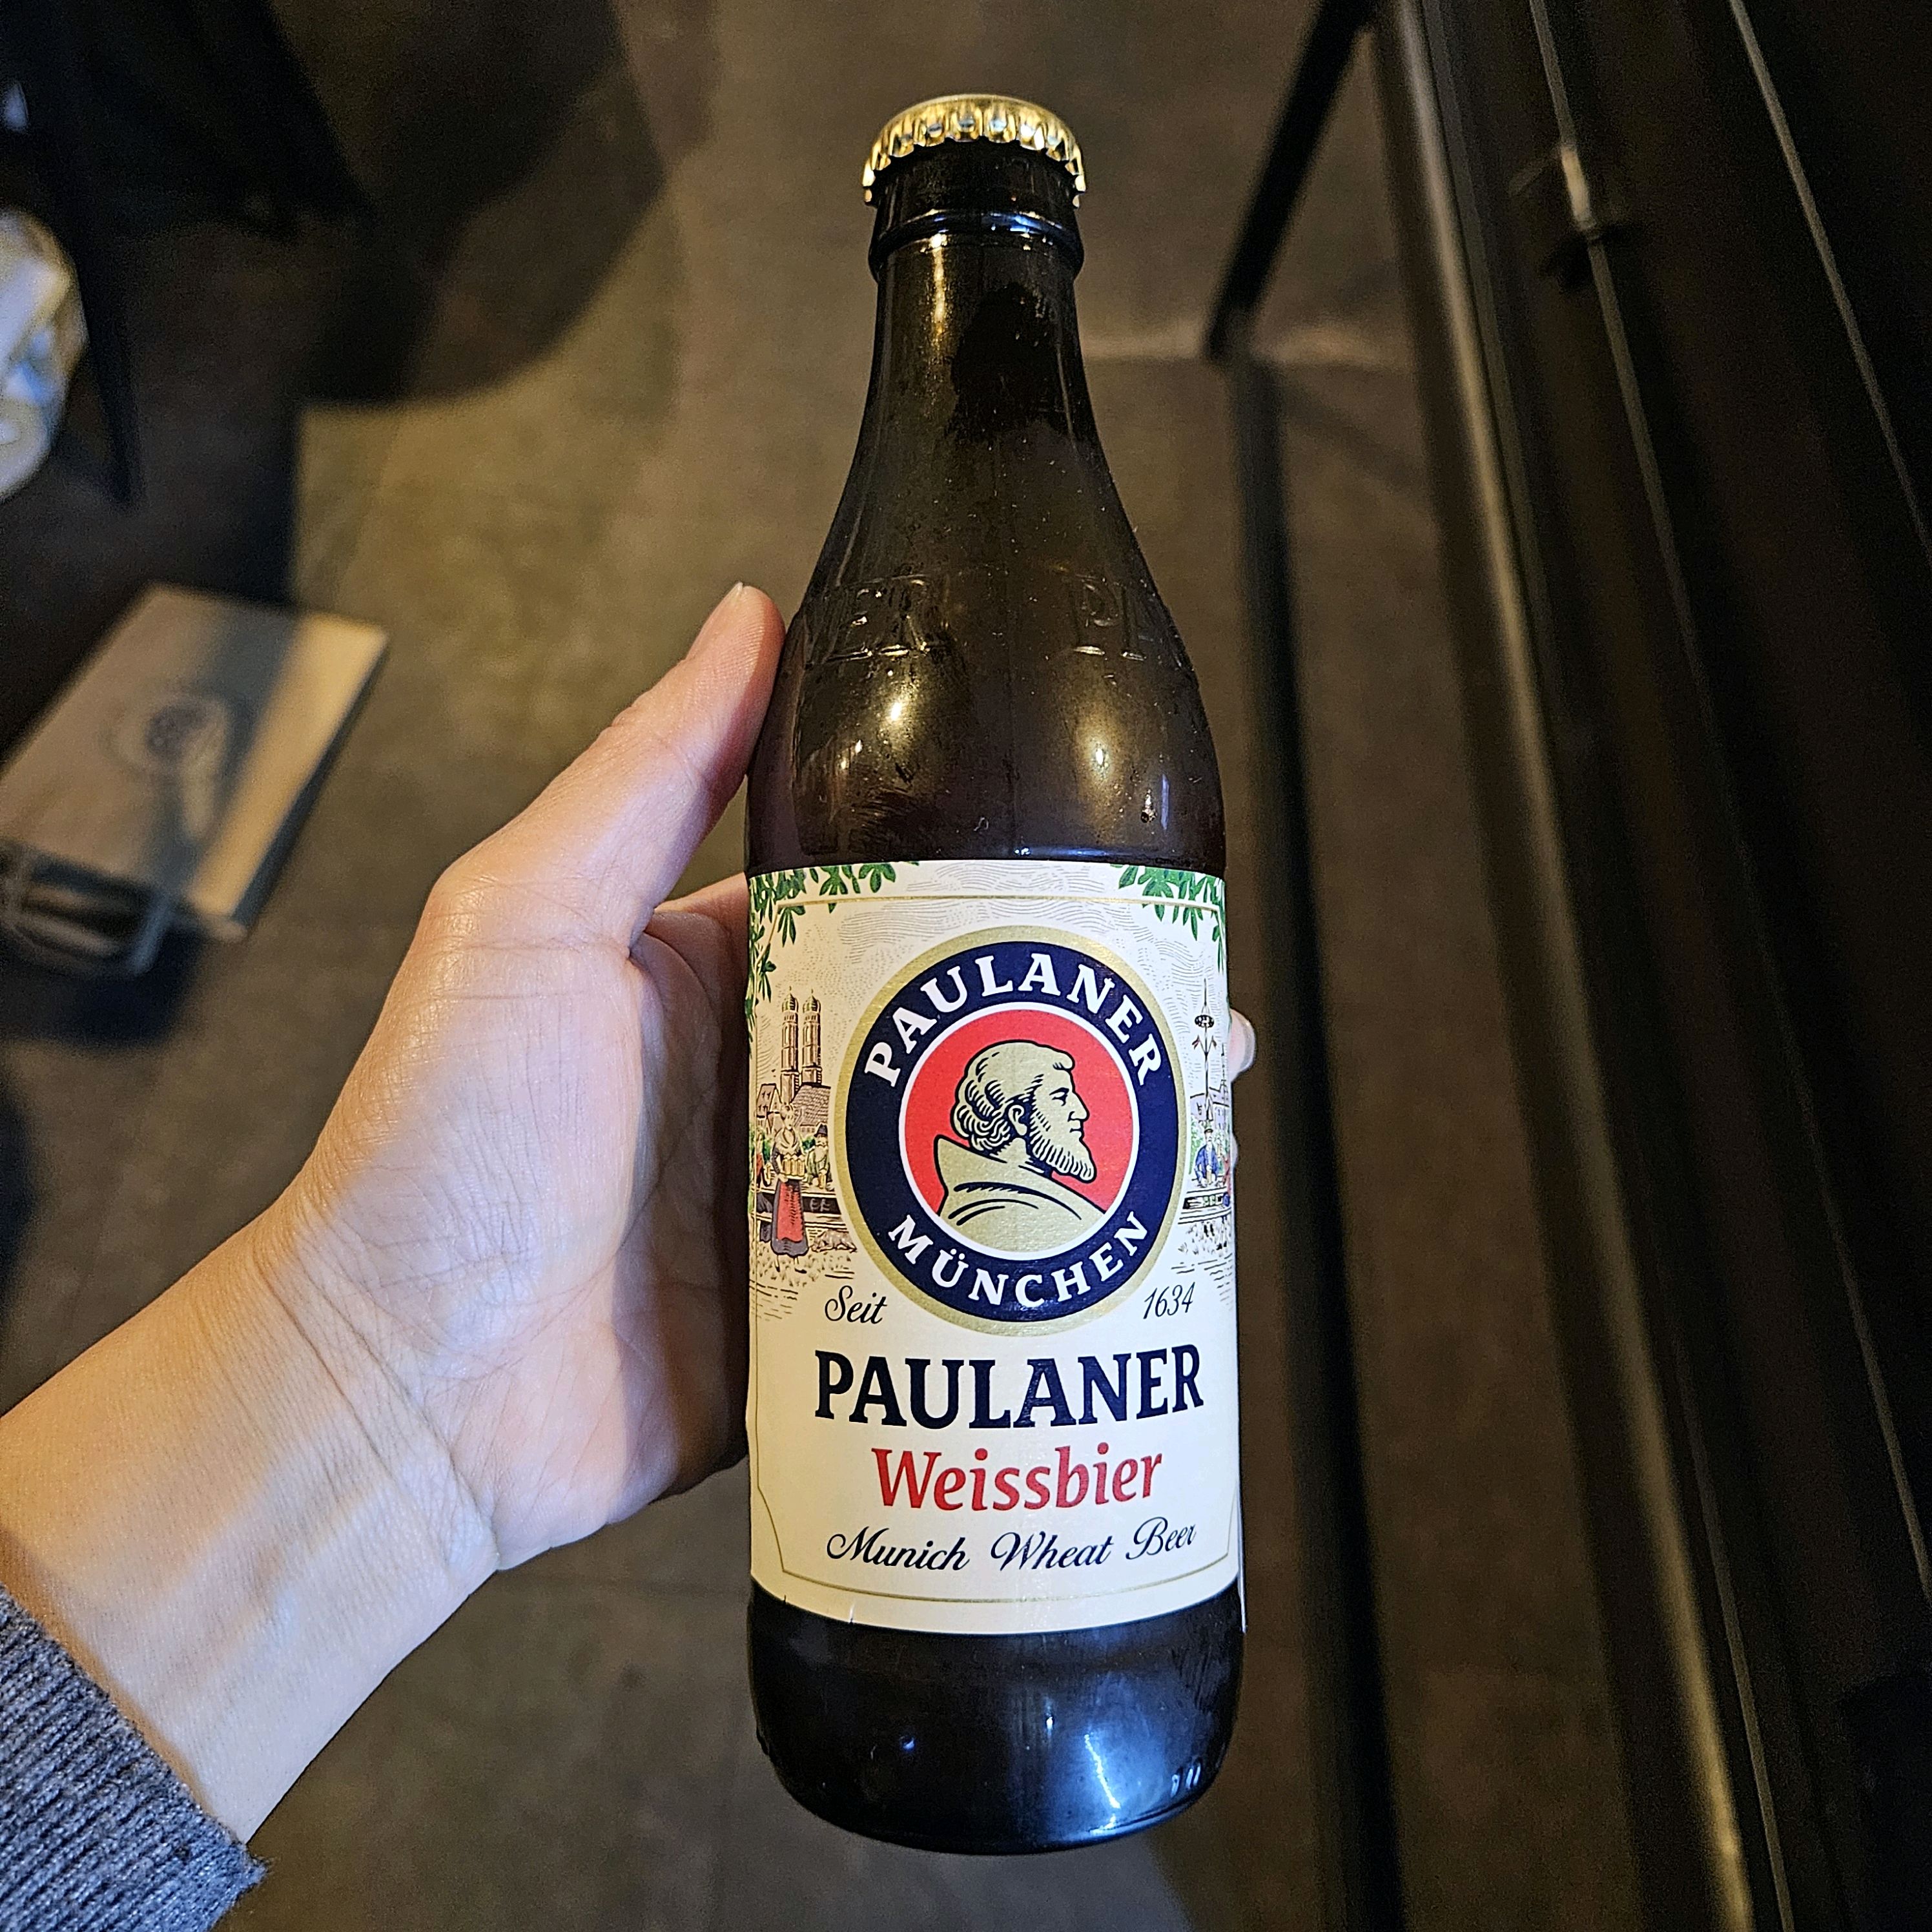 PAULANER
MÜNCHEN
Seit 1634
PAULANER
Weissbier
Munich Wheat Beer